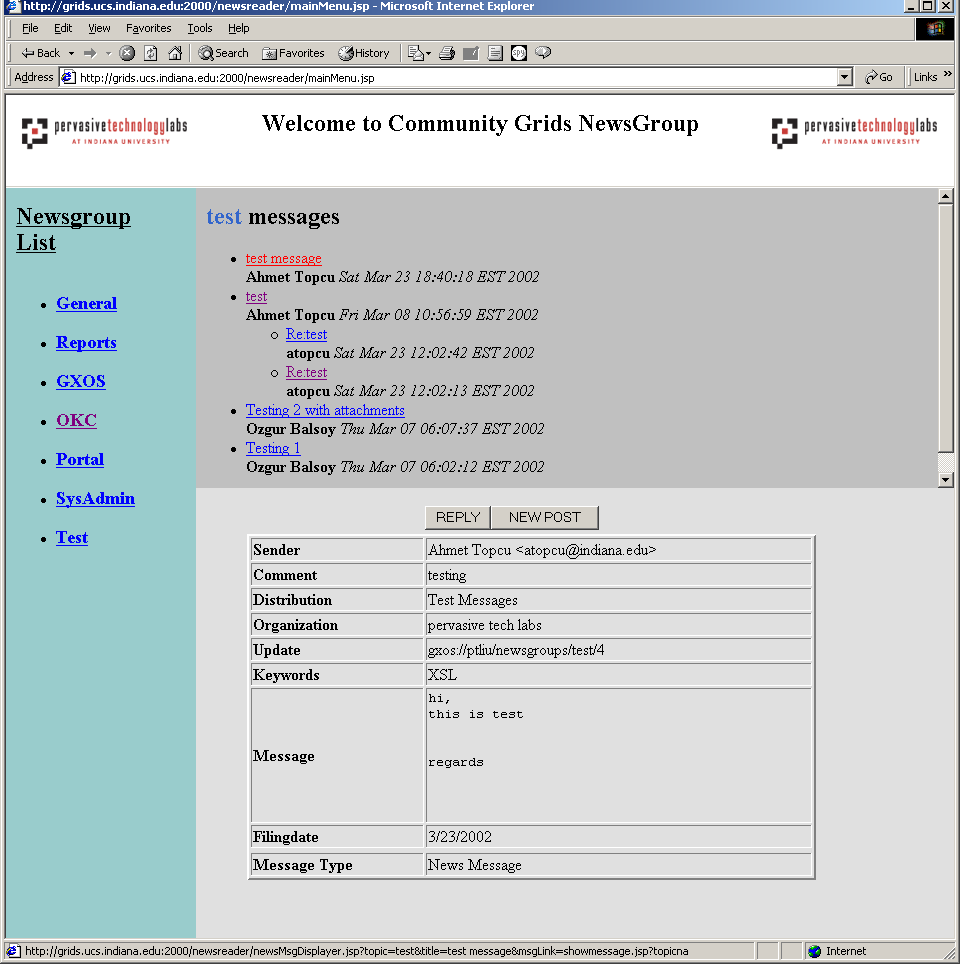 http://grids.ucs.indiana.edu:2000/newsreader/mainMenu.jsp - Microsoft Internet Explorer
File Edit View Favorites Tools Help
Back Search Favorites History
Address http://grids.ucs.indiana.edu:2000/newsreader/mainMenu.jsp Go Links »
pervasivetechnologylabs
AT INDIANA UNIVERSITY
Welcome to Community Grids NewsGroup
pervasivetechnologylabs
AT INDIANA UNIVERSITY
Newsgroup
List
General
Reports
GXOS
OKC
Portal
SysAdmin
Test
test messages
test message
Ahmet Topcu Sat Mar 23 18:40:18 EST 2002
test
Ahmet Topcu Fri Mar 08 10:56:59 EST 2002
Re:test
atopcu Sat Mar 23 12:02:42 EST 2002
Re:test
atopcu Sat Mar 23 12:02:13 EST 2002
Testing 2 with attachments
Ozgur Balsoy Thu Mar 07 06:07:37 EST 2002
Testing 1
Ozgur Balsoy Thu Mar 07 06:02:12 EST 2002
REPLY NEW POST
Sender Ahmet Topcu <atopcu@indiana.edu>
Comment testing
Distribution Test Messages
Organization pervasive tech labs
Update gxos://ptliu/newsgroups/test/4
Keywords XSL
Message
hi,
this is test
regards
Filingdate 3/23/2002
Message Type News Message
http://grids.ucs.indiana.edu:2000/newsreader/newsMsgDisplayer.jsp?topic=test&title=test message&msgLink=showmessage.jsp?topicna Internet